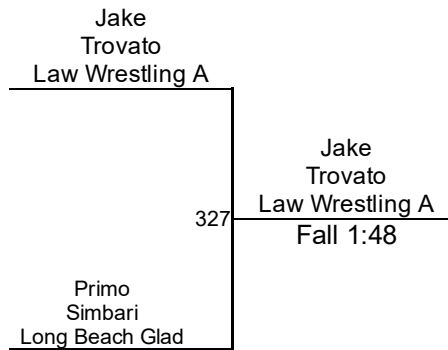 Jake
Trovato
Law Wrestling A
Jake
Trovato
Law Wrestling A
327
Fall 1:48
Primo
Simbari
Long Beach Glad